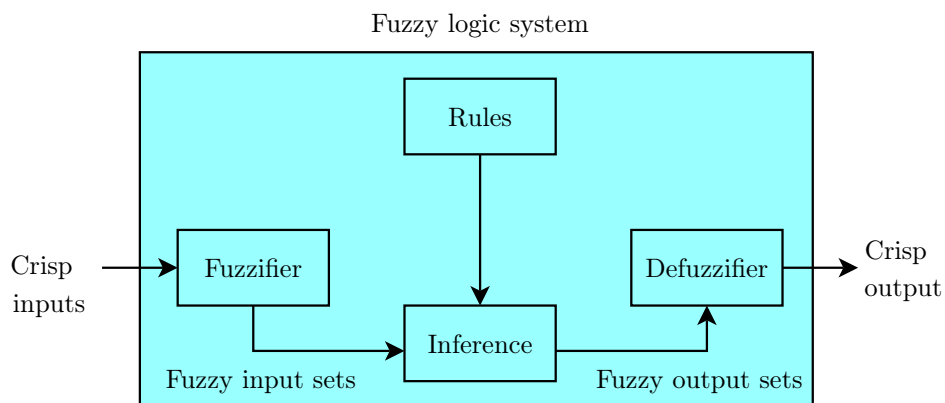 Fuzzy logic system
Rules
Crisp
inputs
Fuzzifier
Defuzzifier
Crisp
output
Inference
Fuzzy input sets
Fuzzy output sets